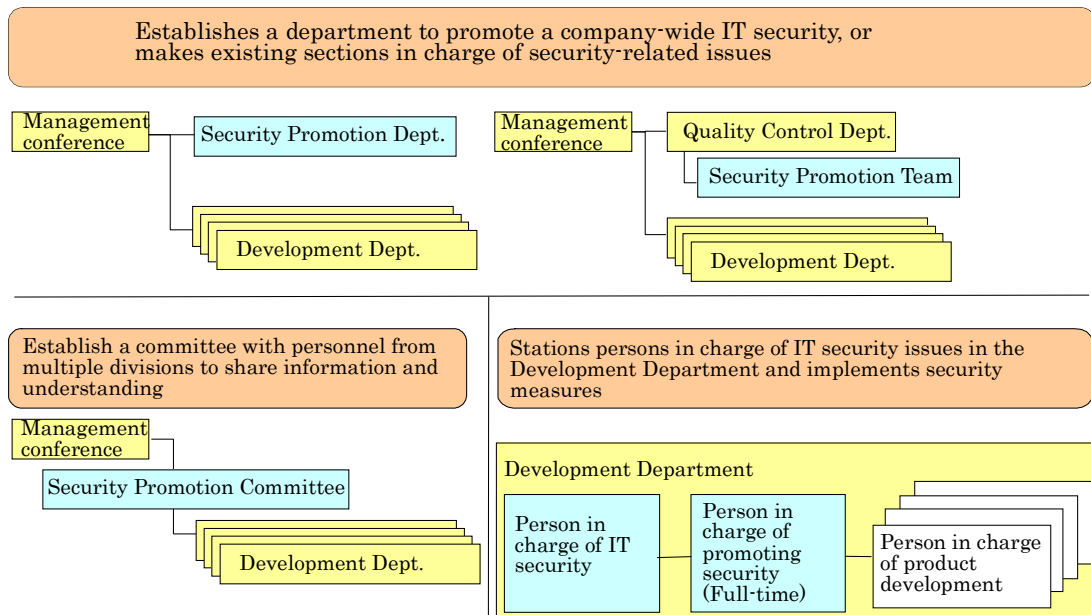 Establishes a department to promote a company-wide IT security, or
makes existing sections in charge of security-related issues
Management
conference
Security Promotion Dept.
Development Dept.
Management
conference
Quality Control Dept.
Security Promotion Team
Development Dept.
Establish a committee with personnel from
multiple divisions to share information and
understanding
Management
conference
Security Promotion Committee
Development Dept.
Stations persons in charge of IT security issues in the
Development Department and implements security
measures
Development Department
Person in
charge of IT
security
Person in
charge of
promoting
security
(Full-time)
Person in charge
of product
development